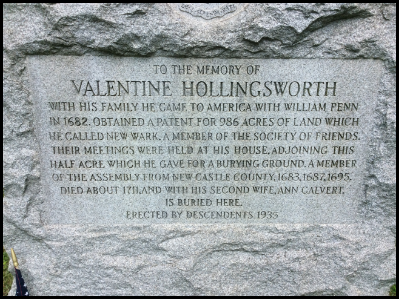 TO THE MEMORY OF
VALENTINE HOLLINGSWORTH
WITH HIS FAMILY HE CAME TO AMERICA WITH WILLIAM PENN
IN 1682. OBTAINED A PATENT FOR 986 ACRES OF LAND WHICH
HE CALLED NEW WARK. A MEMBER OF THE SOCIETY OF FRIENDS.
THEIR MEETINGS WERE HELD AT HIS HOUSE, ADJOINING THIS
HALF ACRE, WHICH HE GAVE FOR A BURYING GROUND. A MEMBER
OF THE ASSEMBLY FROM NEW CASTLE COUNTY, 1683, 1687, 1695.
DIED ABOUT 1711, AND WITH HIS SECOND WIFE, ANN CALVERT,
IS BURIED HERE.
ERECTED BY DESCENDENTS, 1935